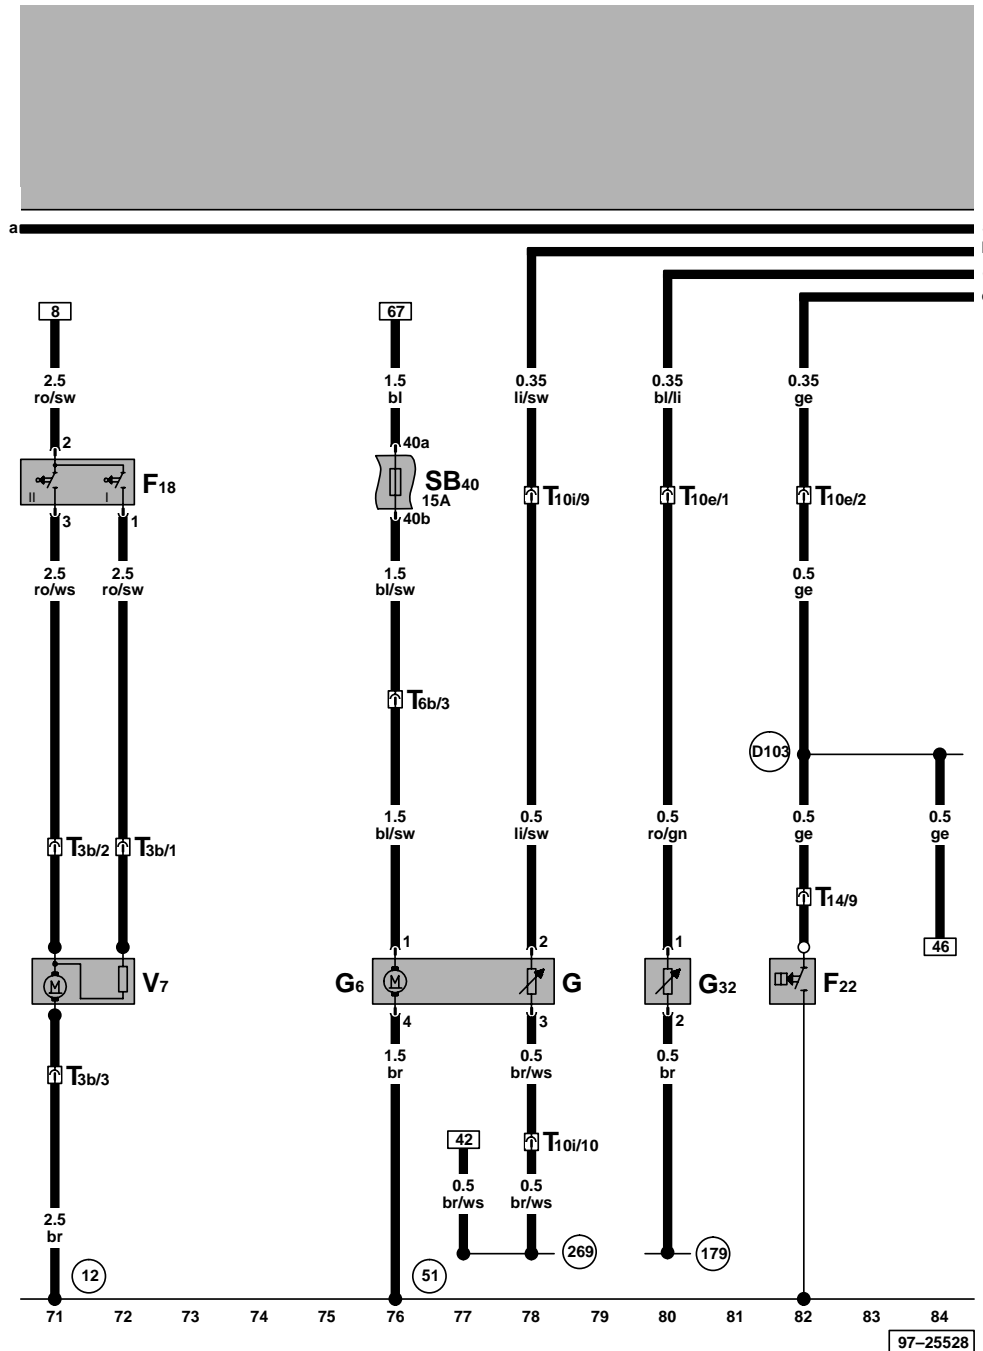 a
8
67
2.5
ro/sw
1.5
bl
0.35
li/sw
0.35
bl/li
0.35
ge
2
40a
F18
II
I
SB40
15A
T10i/9
T10e/1
T10e/2
3
1
40b
2.5
ro/ws
2.5
ro/sw
1.5
bl/sw
0.5
ge
T6b/3
D103
1.5
bl/sw
0.5
li/sw
0.5
ro/gn
0.5
ge
0.5
ge
T3b/2
T3b/1
T14/9
1
2
1
46
M
V7
G6
M
G
G32
F22
4
3
2
1.5
br
0.5
br/ws
0.5
br
T3b/3
42
T10i/10
0.5
br/ws
0.5
br/ws
2.5
br
12
51
269
179
71 72 73 74 75 76 77 78 79 80 81 82 83 84
97–25528